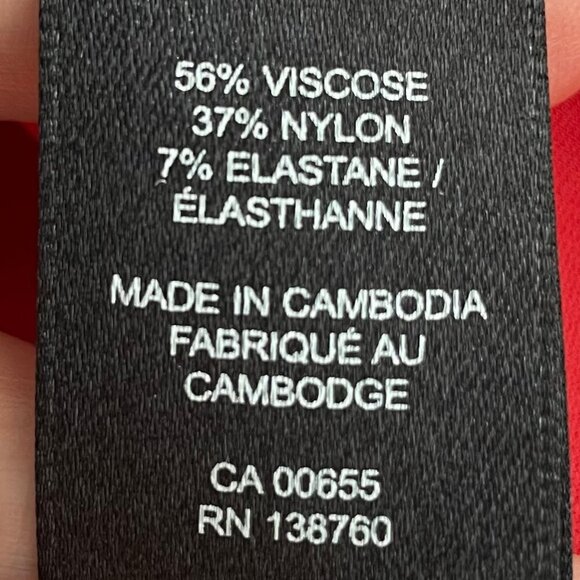 56% VISCOSE
37% NYLON
7% ELASTANE /
ÉLASTHANNE
MADE IN CAMBODIA
FABRIQUÉ AU
CAMBODGE
CA 00655
RN 138760